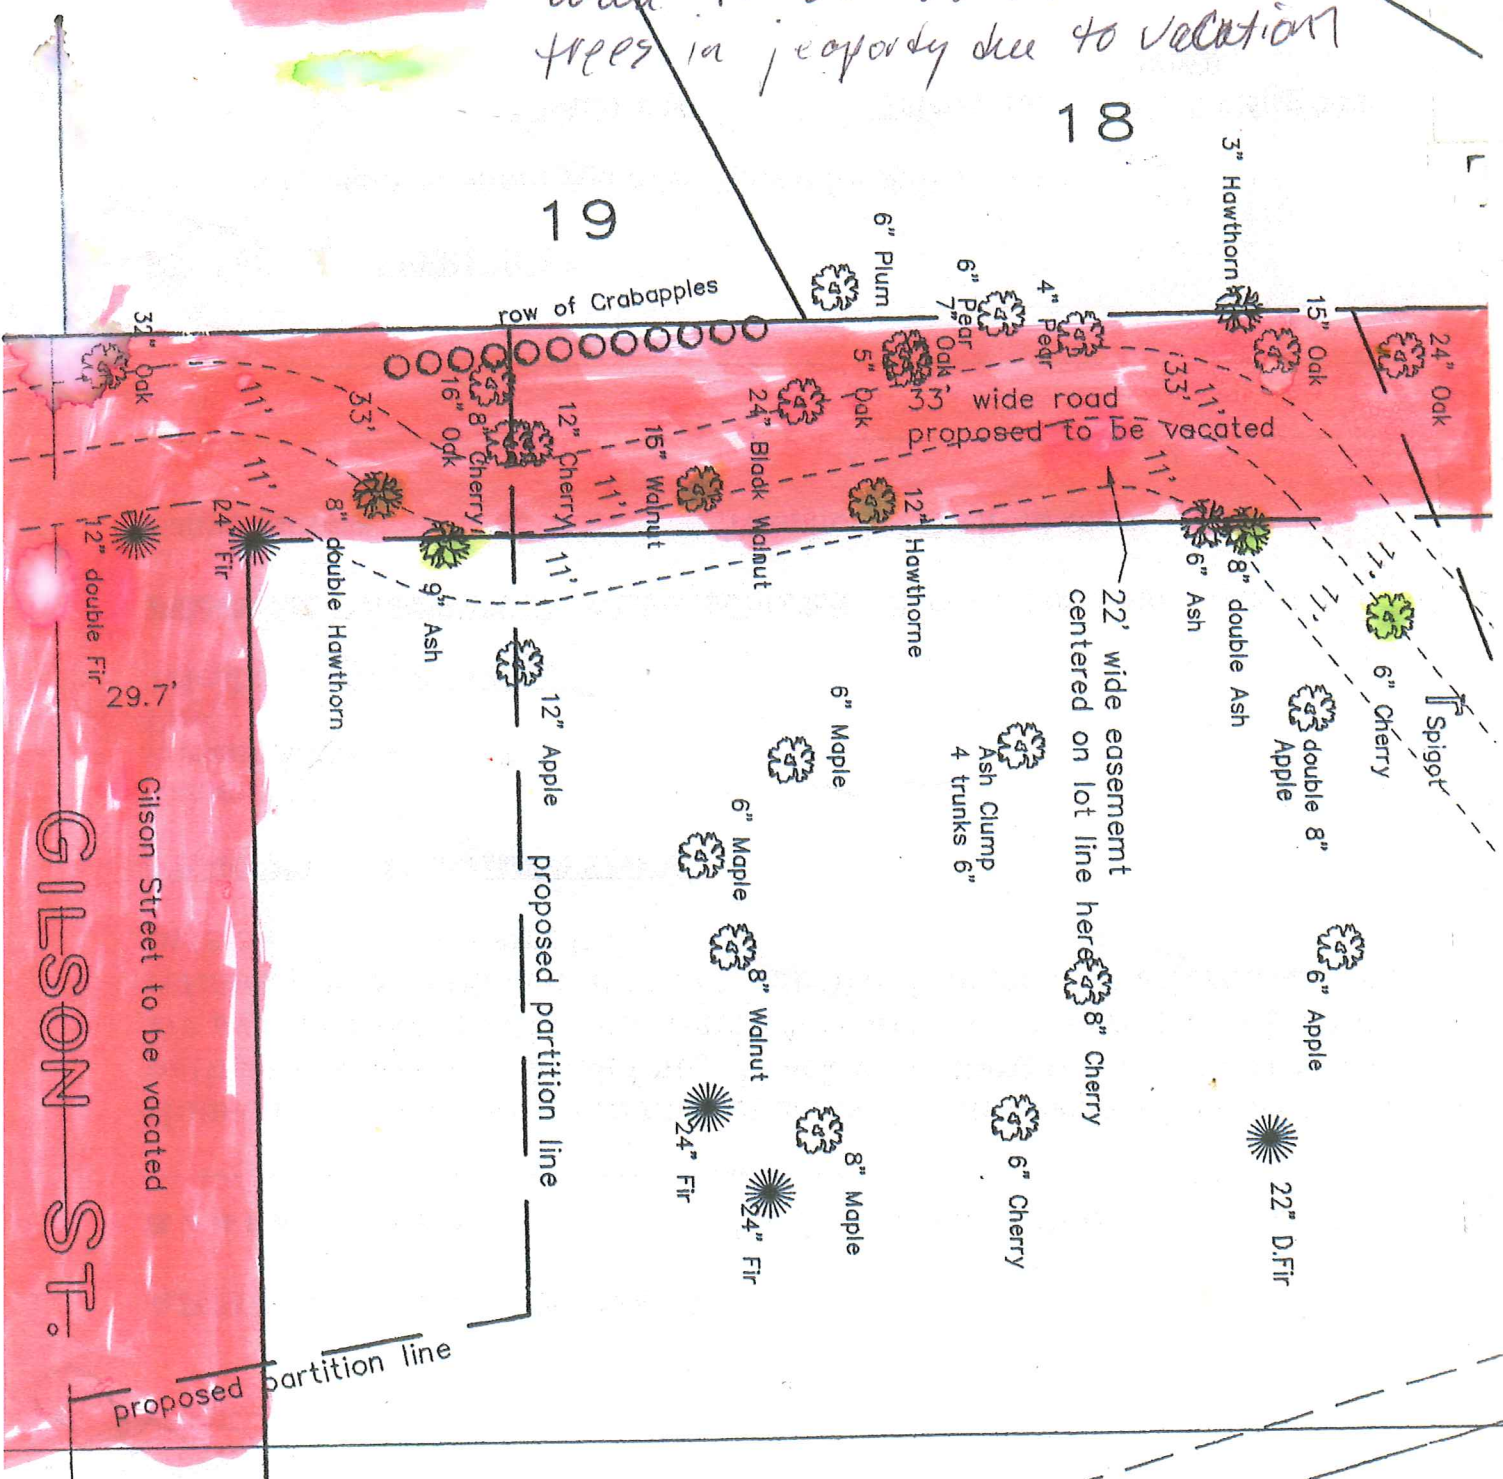 trees in jeopordy due to vacation
18
19
3" Hawthorn
6" Plum
6" Pear
4" Pear
row of Crabapples
32" Oak
15" Oak
24" Oak
7" Oak
5" Oak
33' wide road
proposed to be vacated
33'
11'
33'
11'
11'
11'
11'
11'
11'
11'
16" Oak
8" Cherry
12" Cherry
16" Walnut
24" Black Walnut
12" Hawthorne
12" double Fir
24" Fir
8" double Hawthorn
9" Ash
6" Ash
8" double Ash
6" Cherry
Spigot
22' wide easememt
centered on lot line here
29.7'
12" Apple
6" Maple
6" Maple
Ash Clump
4 trunks 6"
double 8"
Apple
8" Walnut
8" Cherry
6" Apple
24" Fir
24" Fir
8" Maple
6" Cherry
22" D.Fir
Gilson Street to be vacated
GILSON ST.
proposed partition line
proposed partition line